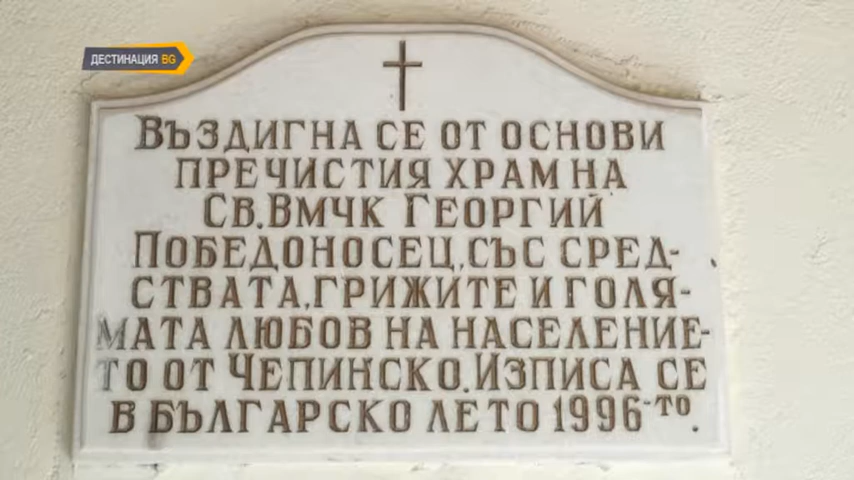 ДЕСТИНАЦИЯ BG
ВЪЗДИГНА СЕ ОТ ОСНОВИ
ПРЕЧИСТИЯ ХРАМ НА
СВ. ВМЧК ГЕОРГИЙ
ПОБЕДОНОСЕЦ, СЪС СРЕД-
СТВАТА, ГРИЖИТЕ И ГОЛЯ-
МАТА ЛЮБОВ НА НАСЕЛЕНИЕ-
ТО ОТ ЧЕПИНСКО. ИЗПИСА СЕ
В БЪЛГАРСКО ЛЕТО 1996-ТО.